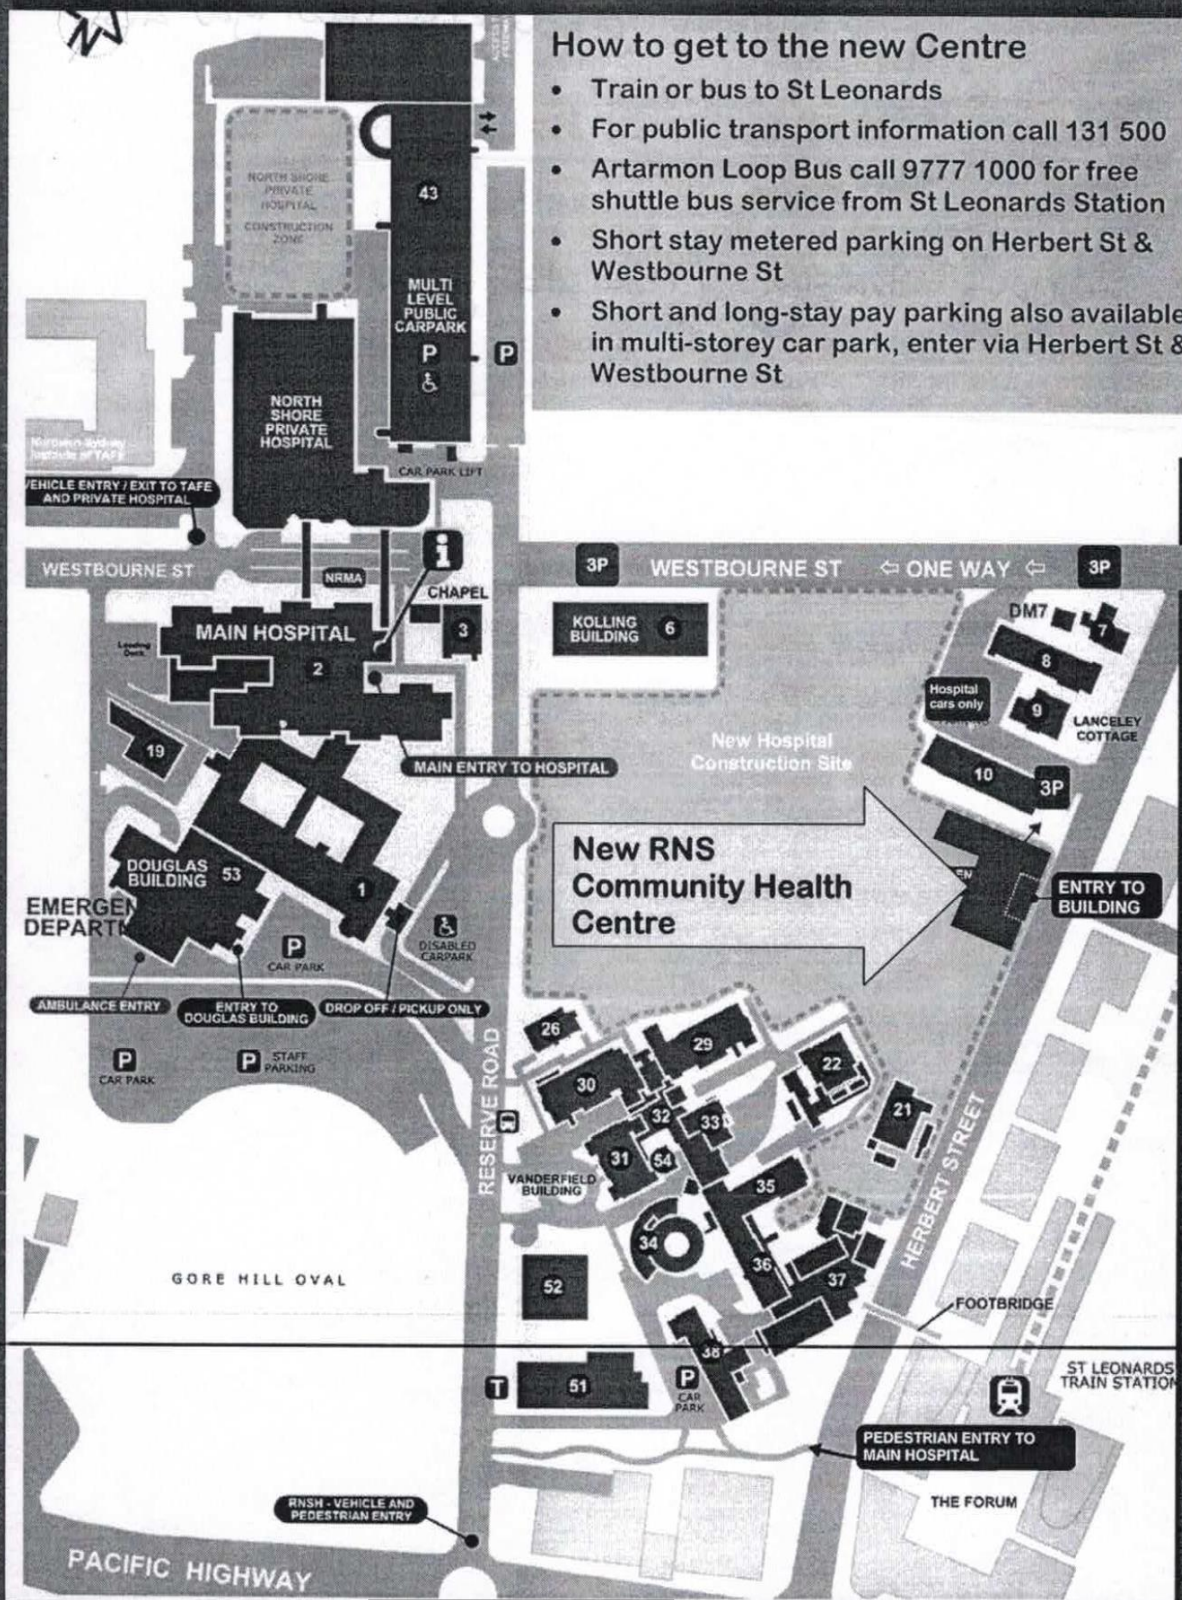 How to get to the new Centre
• Train or bus to St Leonards
• For public transport information call 131 500
• Artarmon Loop Bus call 9777 1000 for free
shuttle bus service from St Leonards Station
• Short stay metered parking on Herbert St &
Westbourne St
• Short and long-stay pay parking also available
in multi-storey car park, enter via Herbert St &
Westbourne St
NORTH SHORE
PRIVATE
HOSPITAL
CONSTRUCTION
ZONE
43
MULTI
LEVEL
PUBLIC
CARPARK
P
P
NORTH
SHORE
PRIVATE
HOSPITAL
CAR PARK LIFT
Northern Sydney
Institute of TAFE
VEHICLE ENTRY / EXIT TO TAFE
AND PRIVATE HOSPITAL
WESTBOURNE ST
NRMA
i
CHAPEL
3
3P
WESTBOURNE ST ⇦ ONE WAY ⇦
3P
MAIN HOSPITAL
2
Loading
Dock
KOLLING
BUILDING
6
DM7
7
8
Hospital
cars only
9
LANCELEY
COTTAGE
10
3P
19
MAIN ENTRY TO HOSPITAL
New Hospital
Construction Site
New RNS
Community Health
Centre
EN
ENTRY TO
BUILDING
DOUGLAS
BUILDING
53
1
EMERGEN
DEPARTM
P
CAR PARK
DISABLED
CARPARK
AMBULANCE ENTRY
ENTRY TO
DOUGLAS BUILDING
DROP OFF / PICKUP ONLY
P
CAR PARK
P
STAFF
PARKING
RESERVE ROAD
26
29
30
22
32
33
21
31
54
35
VANDERFIELD
BUILDING
34
36
37
HERBERT STREET
52
GORE HILL OVAL
FOOTBRIDGE
38
T
51
P
CAR
PARK
ST LEONARDS
TRAIN STATION
PEDESTRIAN ENTRY TO
MAIN HOSPITAL
THE FORUM
RNSH - VEHICLE AND
PEDESTRIAN ENTRY
PACIFIC HIGHWAY